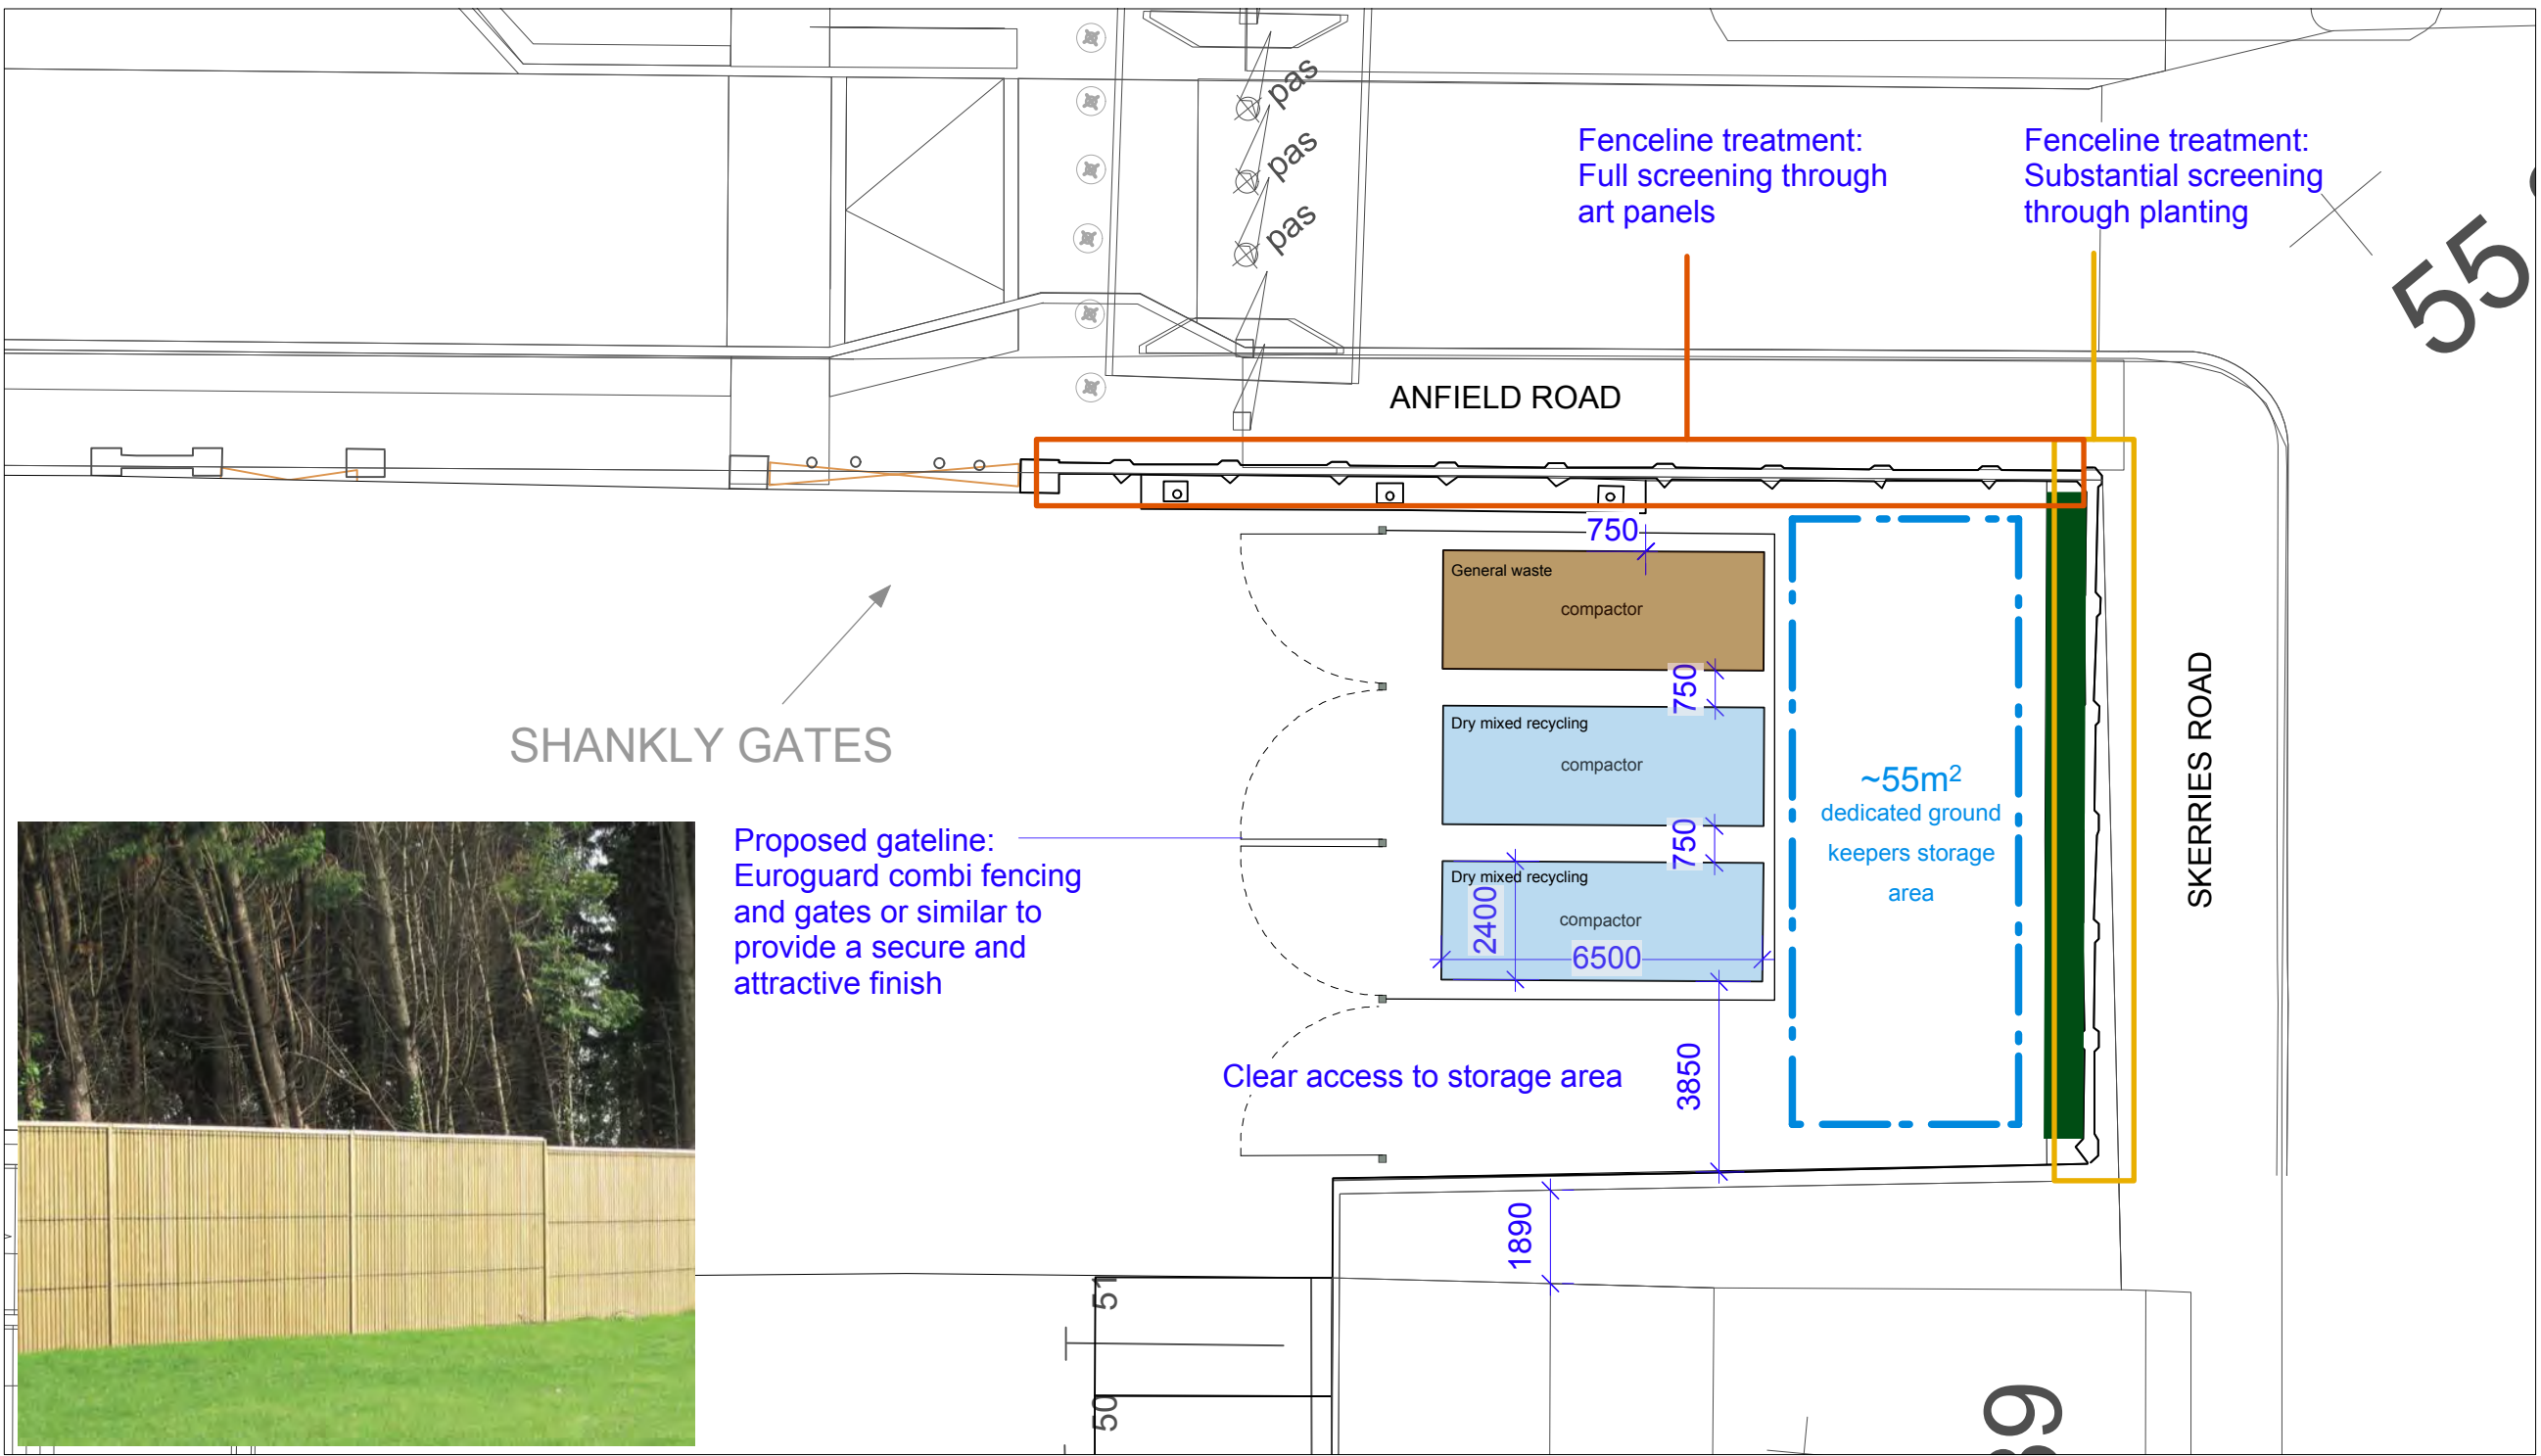 pas
pas
pas
Fenceline treatment:
Full screening through
art panels
Fenceline treatment:
Substantial screening
through planting
55
ANFIELD ROAD
750
General waste
compactor
750
Dry mixed recycling
compactor
750
Dry mixed recycling
compactor
2400
6500
~55m²
dedicated ground
keepers storage
area
SKERRIES ROAD
SHANKLY GATES
Proposed gateline:
Euroguard combi fencing
and gates or similar to
provide a secure and
attractive finish
Clear access to storage area
3850
1890
51
50